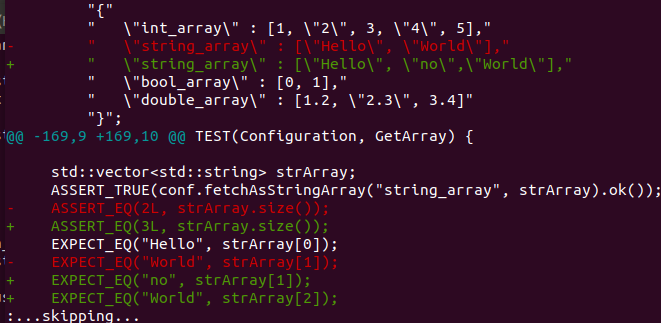 "{"
"   \"int_array\" : [1, \"2\", 3, \"4\", 5],"
-       "   \"string_array\" : [\"Hello\", \"World\"],"
+       "   \"string_array\" : [\"Hello\", \"no\",\"World\"],"
"   \"bool_array\" : [0, 1],"
"   \"double_array\" : [1.2, \"2.3\", 3.4]"
"}";
@@ -169,9 +169,10 @@ TEST(Configuration, GetArray) {
std::vector<std::string> strArray;
ASSERT_TRUE(conf.fetchAsStringArray("string_array", strArray).ok());
-    ASSERT_EQ(2L, strArray.size());
+    ASSERT_EQ(3L, strArray.size());
EXPECT_EQ("Hello", strArray[0]);
-    EXPECT_EQ("World", strArray[1]);
+    EXPECT_EQ("no", strArray[1]);
+    EXPECT_EQ("World", strArray[2]);
:...skipping...